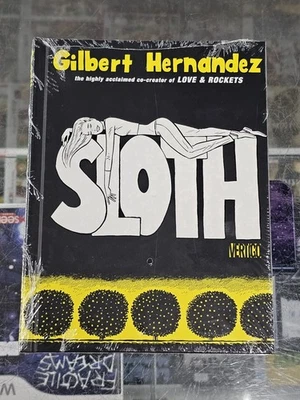 Gilbert Hernandez
the highly acclaimed co-creator of LOVE & ROCKETS
SLOTH
VERTIGO
FRAGILE
DREAMS